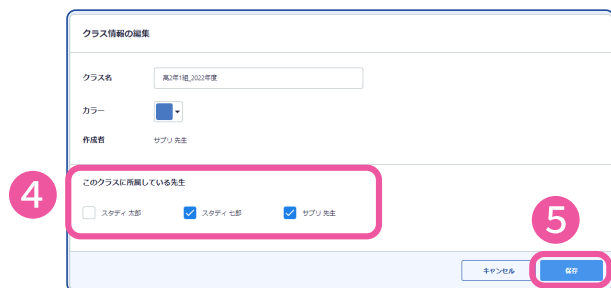 クラス情報の編集
クラス名 高2年1組_2022年度
カラー
作成者 サプリ 先生
4
このクラスに所属している先生
スタディ 太郎 スタディ 七郎 サプリ 先生
5
キャンセル 保存